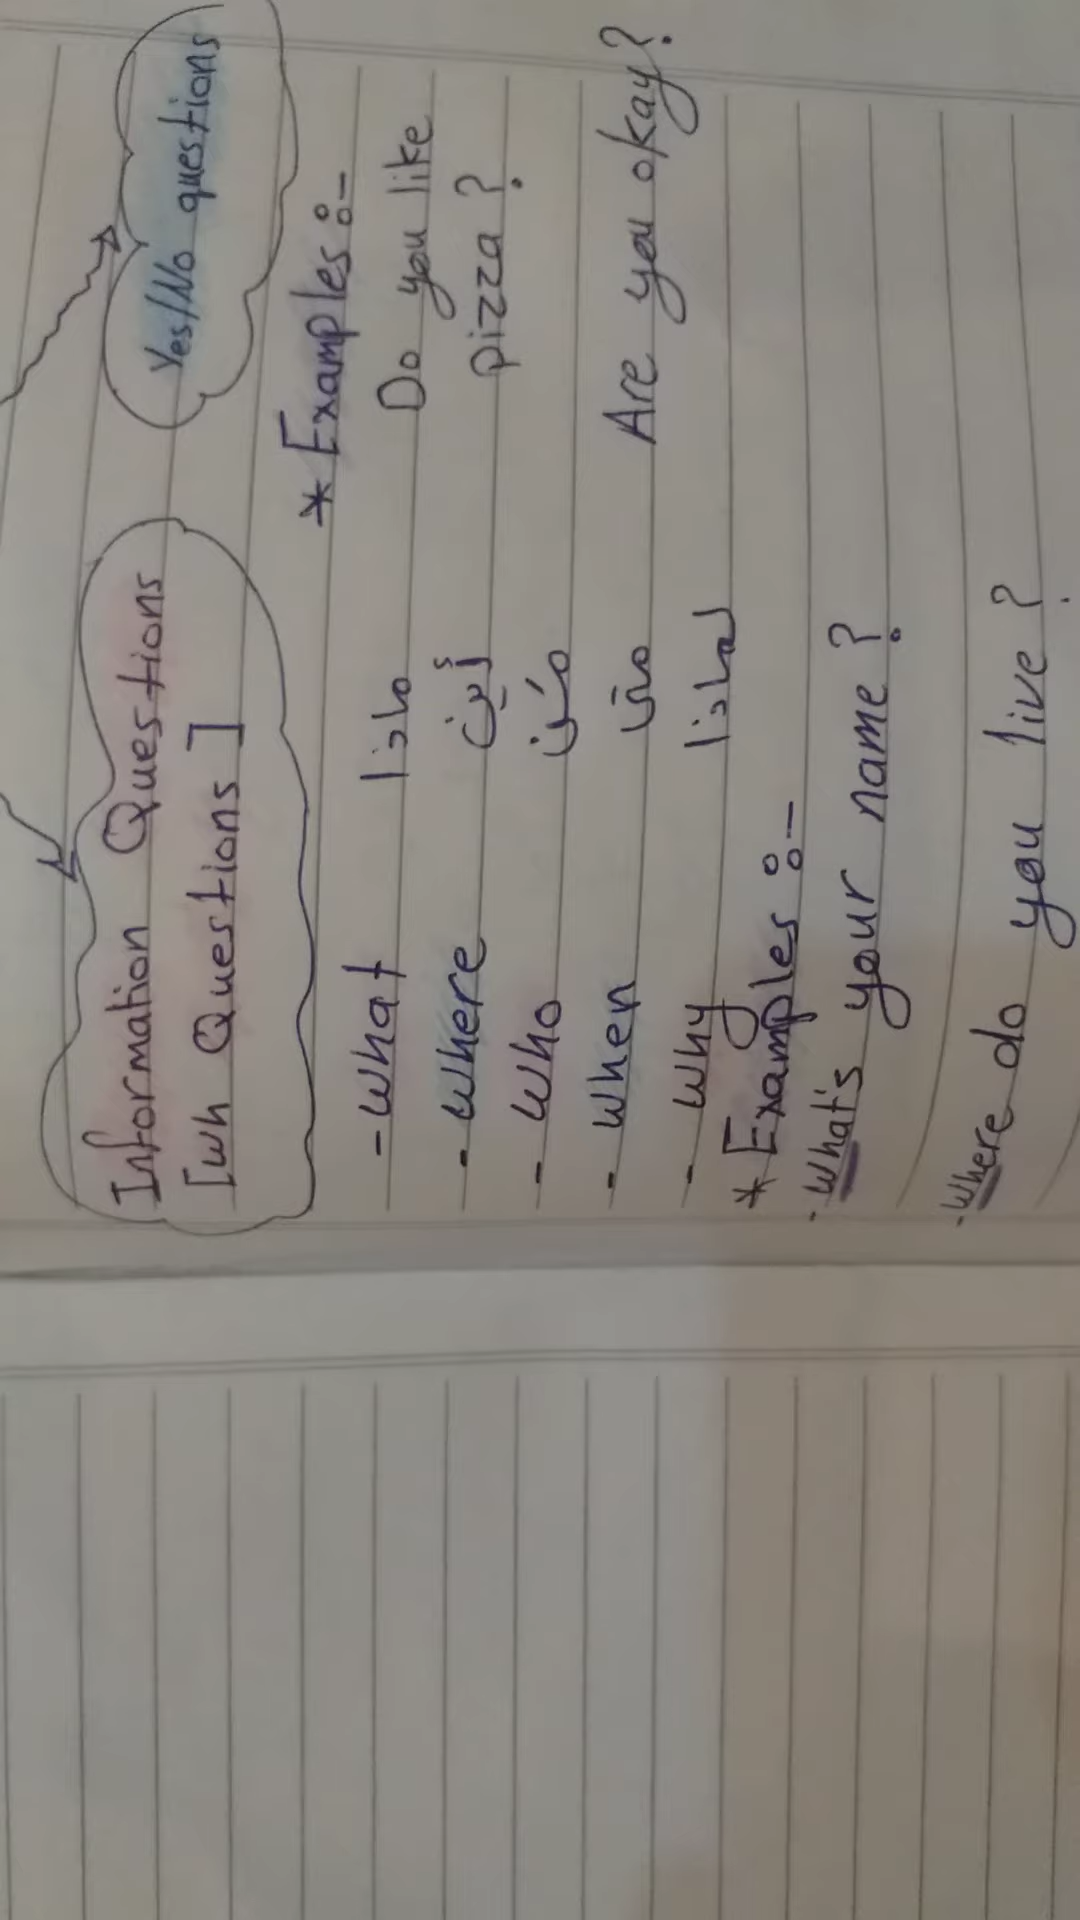 Information Questions
[Wh Questions]
- What ماذا
- Where أين
- Who مَن
- When متى
- Why لماذا
* Examples :-
- What's your name?
- Where do you live?
Yes/No questions
* Examples :-
Do you like
pizza?
Are you okay?